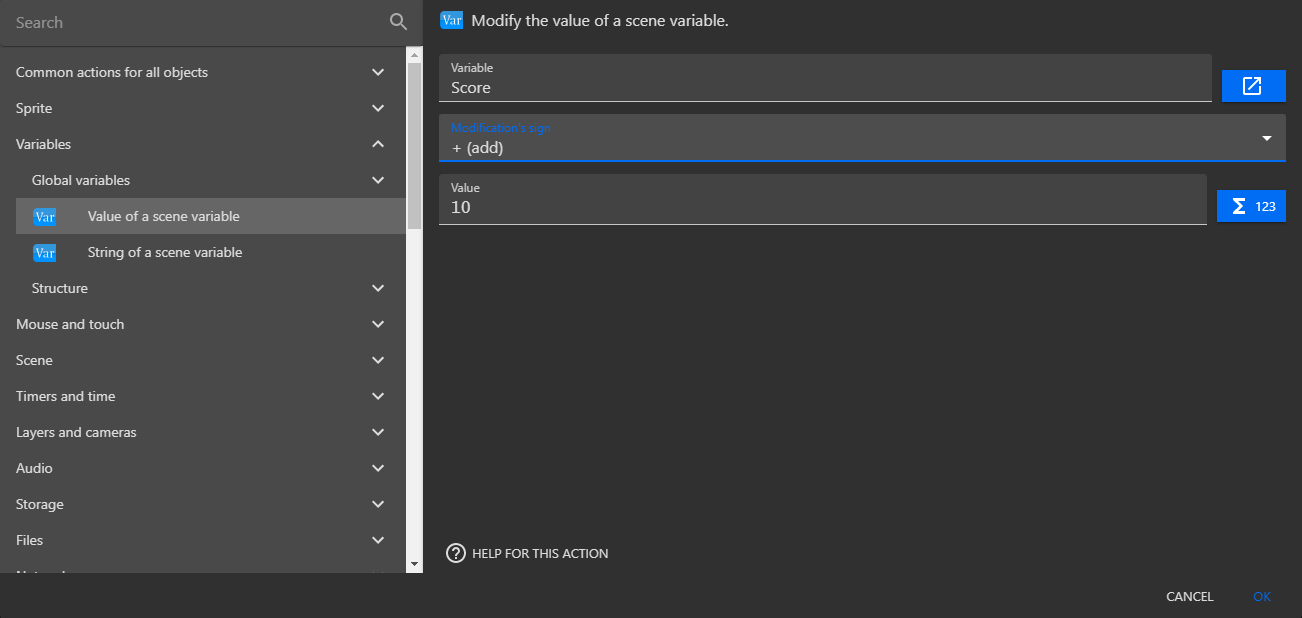 Search
Common actions for all objects
Sprite
Variables
Global variables
Var Value of a scene variable
Var String of a scene variable
Structure
Mouse and touch
Scene
Timers and time
Layers and cameras
Audio
Storage
Files
Var Modify the value of a scene variable.
Variable
Score
Modification's sign
+ (add)
Value
10
Σ 123
? HELP FOR THIS ACTION
CANCEL OK